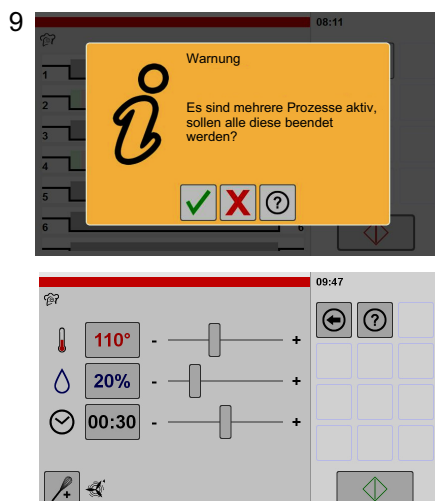 9
08:11
Warnung
Es sind mehrere Prozesse aktiv,
sollen alle diese beendet
werden?
?
1
2
3
4
5
6 6
09:47
?
110° - +
20% - +
00:30 - +
+